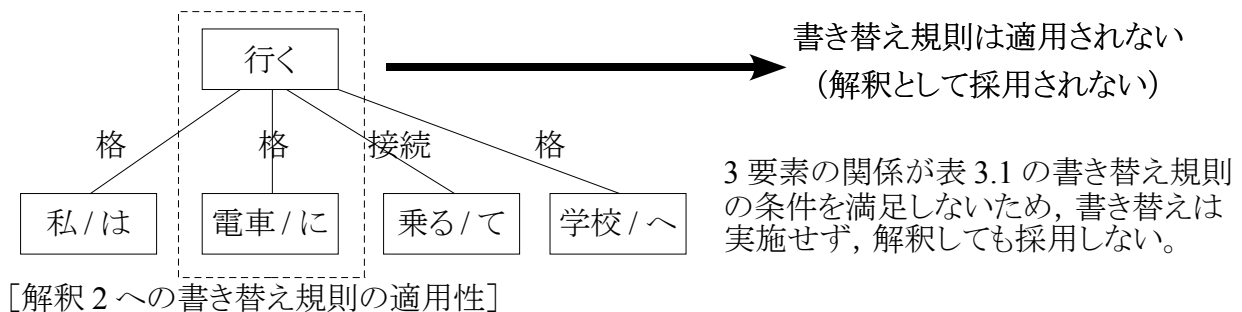 行く
書き替え規則は適用されない
（解釈として採用されない）
格 格 接続 格
私 / は 電車 / に 乗る / て 学校 / へ
3 要素の関係が表 3.1 の書き替え規則
の条件を満足しないため, 書き替えは
実施せず, 解釈しても採用しない。
［解釈 2 への書き替え規則の適用性］